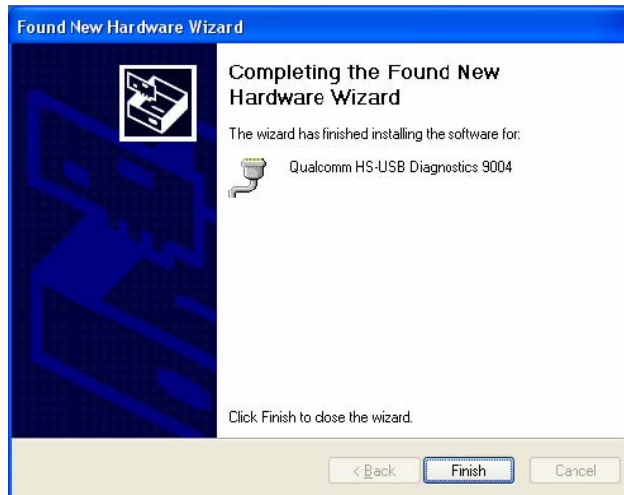 Found New Hardware Wizard
Completing the Found New
Hardware Wizard
The wizard has finished installing the software for:
Qualcomm HS-USB Diagnostics 9004
Click Finish to close the wizard.
< Back
Finish
Cancel